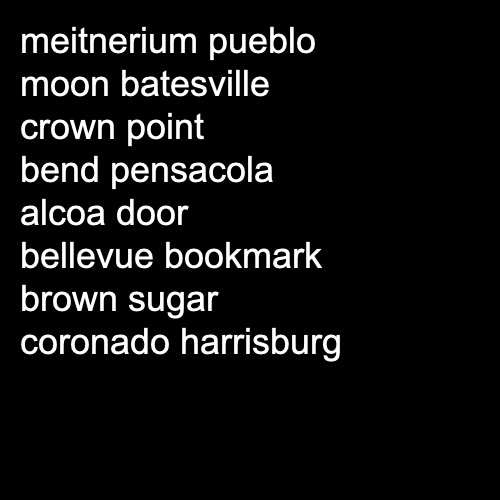 meitnerium pueblo
moon batesville
crown point
bend pensacola
alcoa door
bellevue bookmark
brown sugar
coronado harrisburg